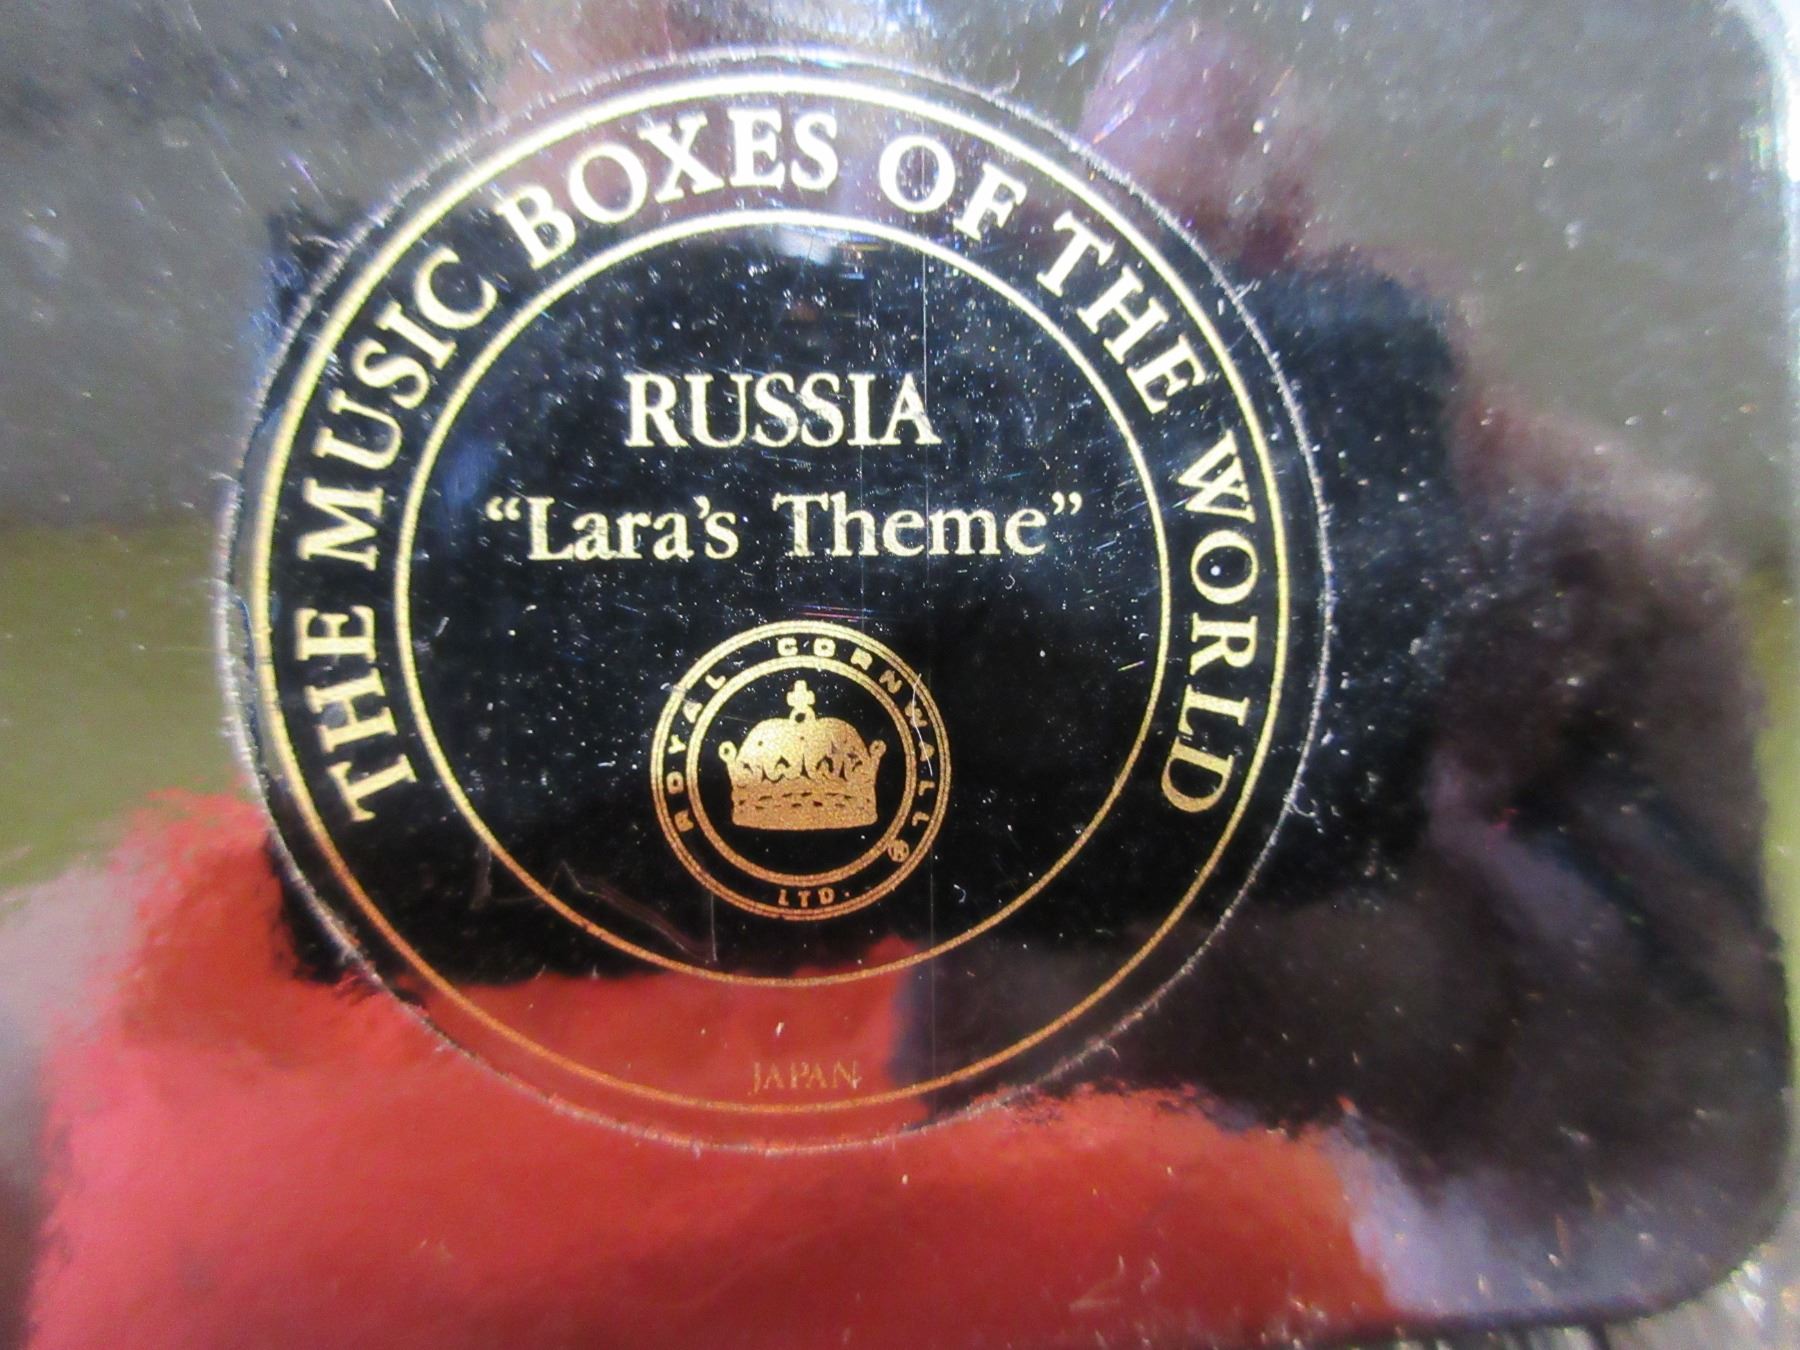 THE MUSIC BOXES OF THE WORLD
RUSSIA
“Lara’s Theme”
ROYAL CORNWALL®
LTD.
JAPAN